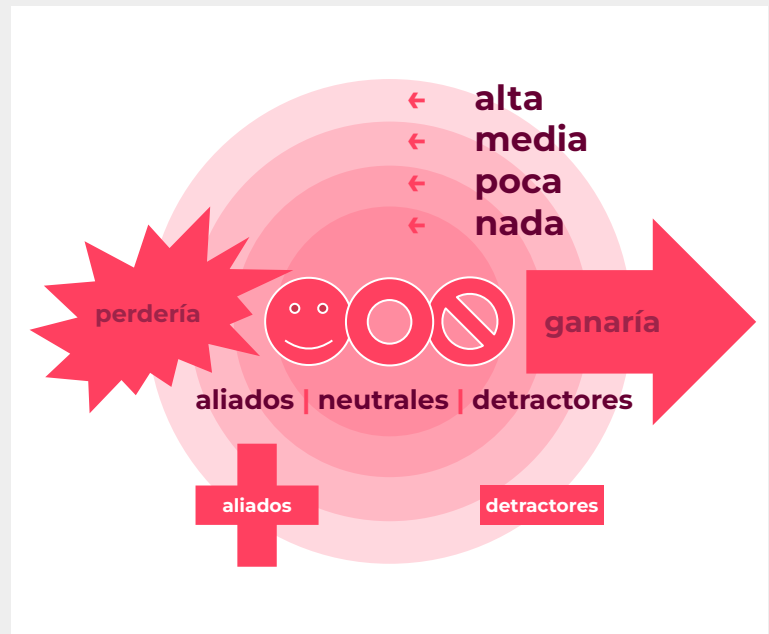 ← alta
← media
← poca
← nada
perdería
ganaría
aliados | neutrales | detractores
aliados
detractores